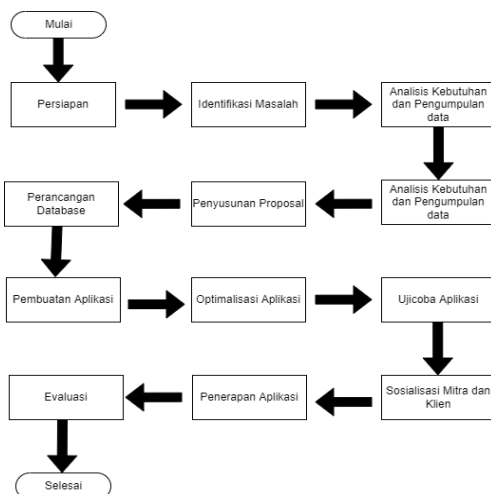 Mulai
Persiapan
Identifikasi Masalah
Analisis Kebutuhan
dan Pengumpulan
data
Analisis Kebutuhan
dan Pengumpulan
data
Penyusunan Proposal
Perancangan
Database
Pembuatan Aplikasi
Optimalisasi Aplikasi
Ujicoba Aplikasi
Sosialisasi Mitra dan
Klien
Penerapan Aplikasi
Evaluasi
Selesai